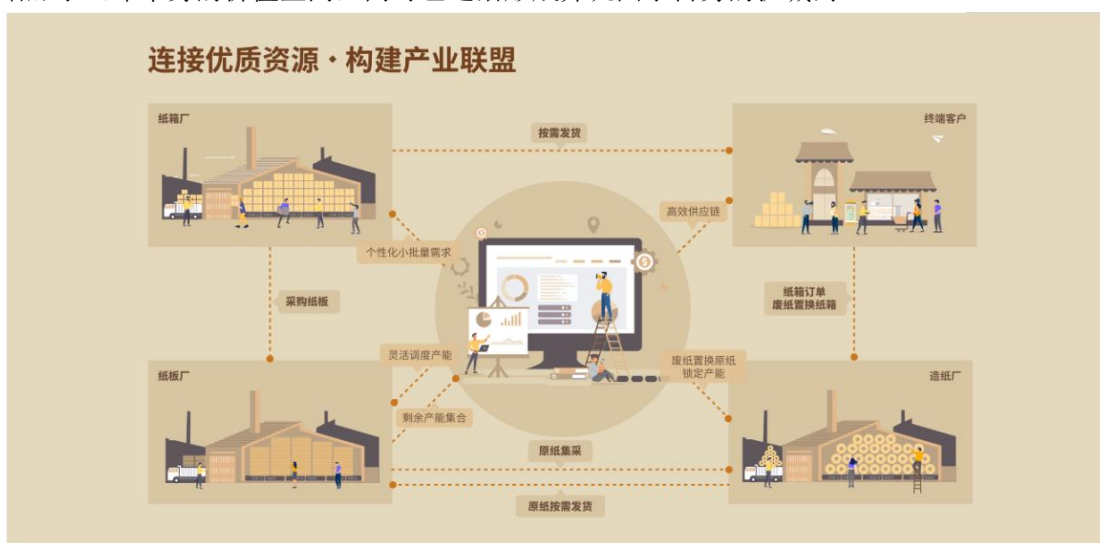 连接优质资源·构建产业联盟
纸箱厂
按需发货
终端客户
高效供应链
个性化小批量需求
采购纸板
纸箱订单
废纸置换纸箱
灵活调度产能
废纸置换原纸
锁定产能
纸板厂
造纸厂
剩余产能集合
原纸集采
原纸按需发货